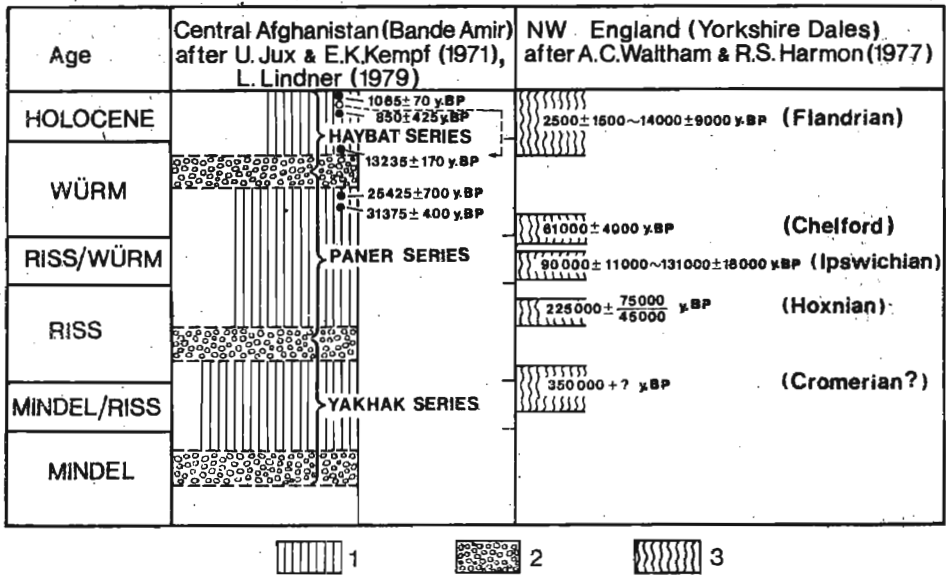 Age
Central Afghanistan (Bande Amir)
after U. Jux & E.K.Kempf (1971),
L. Lindner (1979)
NW England (Yorkshire Dales)
after A.C.Waltham & R.S. Harmon (1977)
HOLOCENE
1065±70 y.BP
850±425 y.BP
HAYBAT SERIES
13235±170 y.BP
2500±1500~14000±9000 y.BP (Flandrian)
WÜRM
25425±700 y.BP
31375±400 y.BP
61000±4000 y.BP (Chelford)
RISS/WÜRM
PANER SERIES
90000±11000~131000±18000 y.BP (Ipswichian)
RISS
225000± 75000/45000 y.BP (Hoxnian)
MINDEL/RISS
YAKHAK SERIES
350000+? y.BP (Cromerian?)
MINDEL
1 2 3